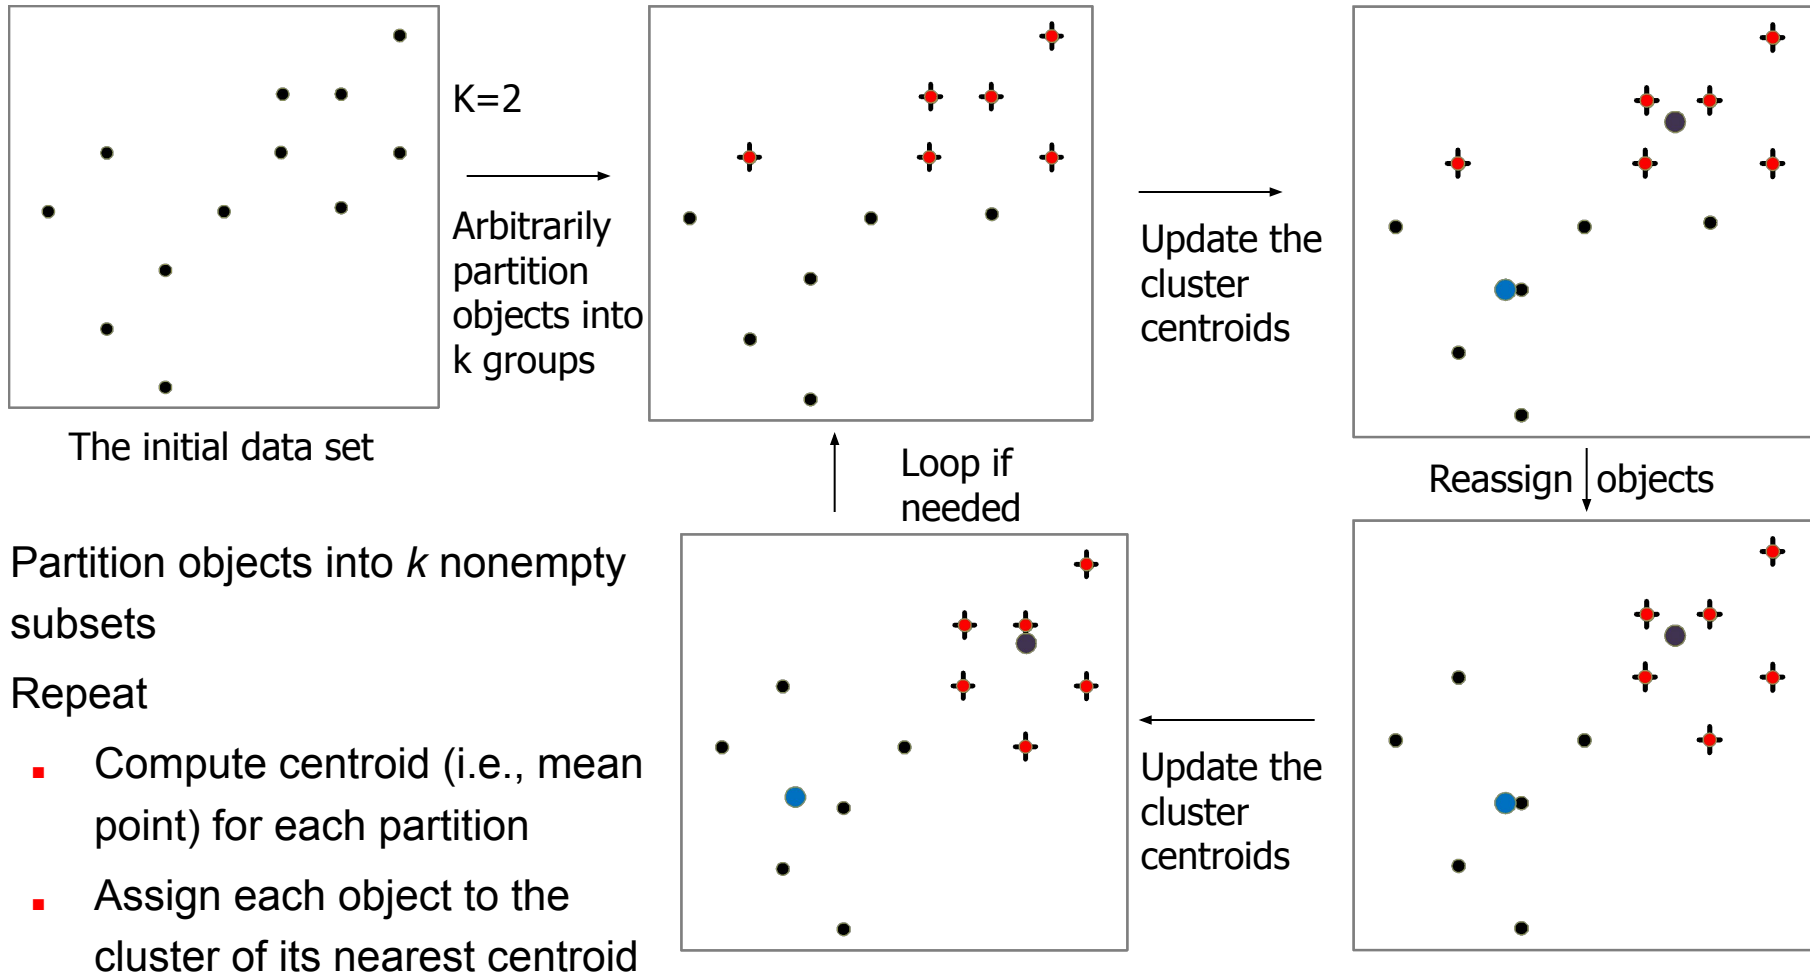 K=2
Arbitrarily
partition
objects into
k groups
The initial data set
Update the
cluster
centroids
Reassign objects
Update the
cluster
centroids
Loop if
needed
Partition objects into k nonempty
subsets
Repeat
▪ Compute centroid (i.e., mean
point) for each partition
▪ Assign each object to the
cluster of its nearest centroid